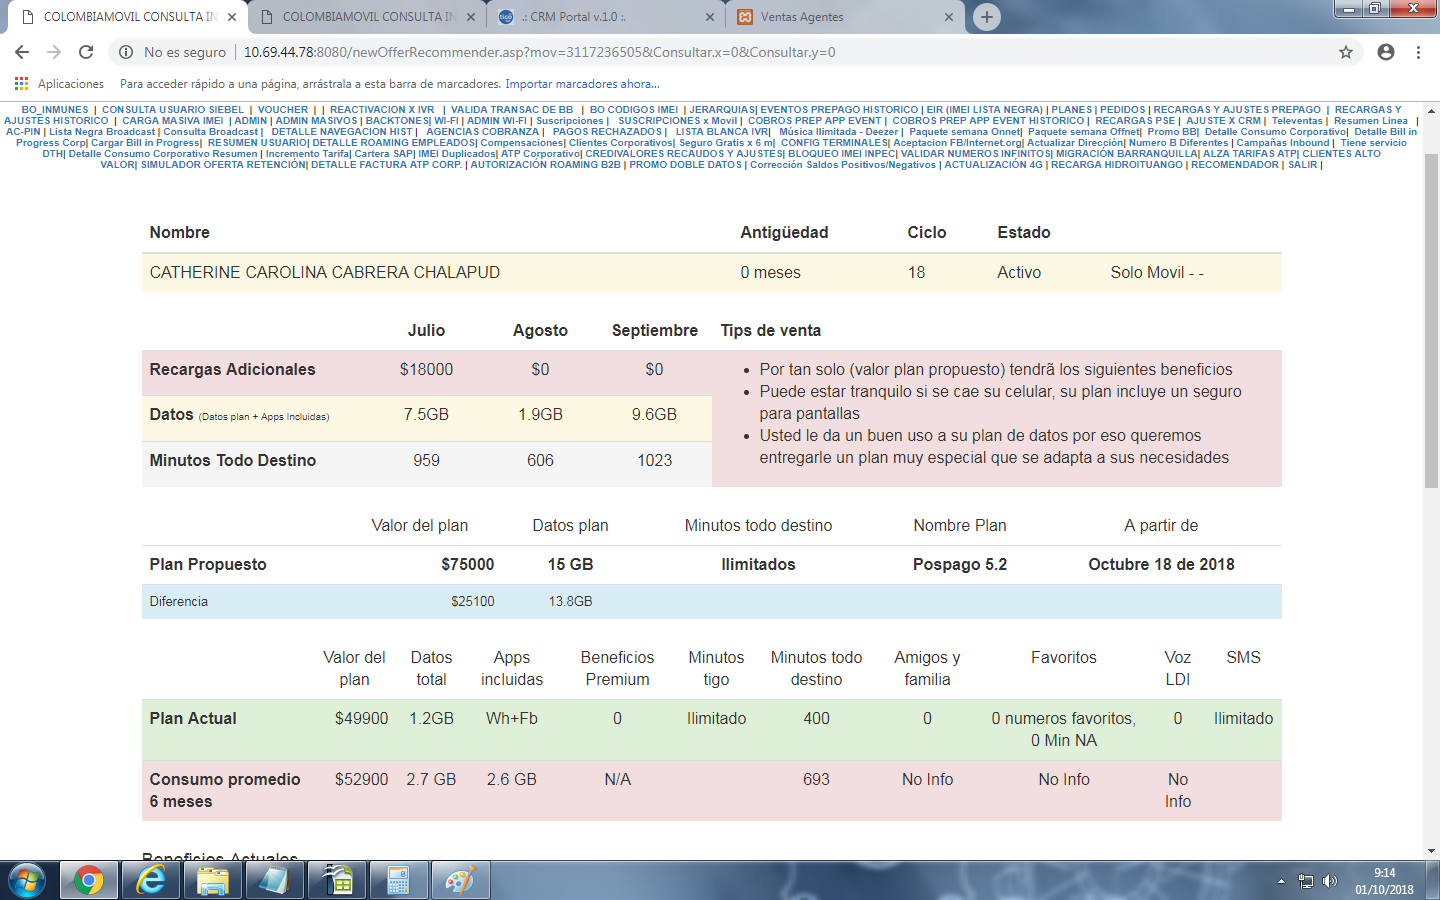 COLOMBIAMOVIL CONSULTA IN
COLOMBIAMOVIL CONSULTA IN
.: CRM Portal v.1.0 :.
Ventas Agentes
No es seguro | 10.69.44.78:8080/newOfferRecommender.asp?mov=3117236505&Consultar.x=0&Consultar.y=0
Aplicaciones Para acceder rápido a una página, arrástrala a esta barra de marcadores. Importar marcadores ahora...
BO_INMUNES | CONSULTA USUARIO SIEBEL | VOUCHER | | REACTIVACION X IVR | VALIDA TRANSAC DE BB | BO CODIGOS IMEI | JERARQUIAS| EVENTOS PREPAGO HISTORICO | EIR (IMEI LISTA NEGRA) | PLANES | PEDIDOS | RECARGAS Y AJUSTES PREPAGO | RECARGAS Y
AJUSTES HISTORICO | CARGA MASIVA IMEI | ADMIN | ADMIN MASIVOS | BACKTONES| WI-FI | ADMIN WI-FI | Suscripciones | SUSCRIPCIONES x Movil | COBROS PREP APP EVENT | COBROS PREP APP EVENT HISTORICO | RECARGAS PSE | AJUSTE X CRM | Televentas | Resumen Linea |
AC-PIN | Lista Negra Broadcast | Consulta Broadcast | DETALLE NAVEGACION HIST | AGENCIAS COBRANZA | PAGOS RECHAZADOS | LISTA BLANCA IVR| Música Ilimitada - Deezer | Paquete semana Onnet| Paquete semana Offnet| Promo BB| Detalle Consumo Corporativo| Detalle Bill in
Progress Corp| Cargar Bill in Progress| RESUMEN USUARIO| DETALLE ROAMING EMPLEADOS| Compensaciones| Clientes Corporativos| Seguro Gratis x 6 m| CONFIG TERMINALES| Aceptacion FB/Internet.org| Actualizar Dirección| Numero B Diferentes | Campañas Inbound | Tiene servicio
DTH| Detalle Consumo Corporativo Resumen | Incremento Tarifa| Cartera SAP| IMEI Duplicados| ATP Corporativo| CREDIVALORES RECAUDOS Y AJUSTES| BLOQUEO IMEI INPEC| VALIDAR NUMEROS INFINITOS| MIGRACIÓN BARRANQUILLA| ALZA TARIFAS ATP| CLIENTES ALTO
VALOR| SIMULADOR OFERTA RETENCIÓN| DETALLE FACTURA ATP CORP. | AUTORIZACIÓN ROAMING B2B | PROMO DOBLE DATOS | Corrección Saldos Positivos/Negativos | ACTUALIZACIÓN 4G | RECARGA HIDROITUANGO | RECOMENDADOR | SALIR |
Nombre Antigüedad Ciclo Estado
CATHERINE CAROLINA CABRERA CHALAPUD 0 meses 18 Activo Solo Movil - -
Julio Agosto Septiembre Tips de venta
Recargas Adicionales $18000 $0 $0
Datos (Datos plan + Apps Incluidas) 7.5GB 1.9GB 9.6GB
Minutos Todo Destino 959 606 1023
• Por tan solo (valor plan propuesto) tendrã los siguientes beneficios
• Puede estar tranquilo si se cae su celular, su plan incluye un seguro
para pantallas
• Usted le da un buen uso a su plan de datos por eso queremos
entregarle un plan muy especial que se adapta a sus necesidades
Valor del plan Datos plan Minutos todo destino Nombre Plan A partir de
Plan Propuesto $75000 15 GB Ilimitados Pospago 5.2 Octubre 18 de 2018
Diferencia $25100 13.8GB
Valor del plan Datos total Apps incluidas Beneficios Premium Minutos tigo Minutos todo destino Amigos y familia Favoritos Voz LDI SMS
Plan Actual $49900 1.2GB Wh+Fb 0 Ilimitado 400 0 0 numeros favoritos, 0 Min NA 0 Ilimitado
Consumo promedio 6 meses $52900 2.7 GB 2.6 GB N/A 693 No Info No Info No Info
Beneficios Actuales
9:14
01/10/2018